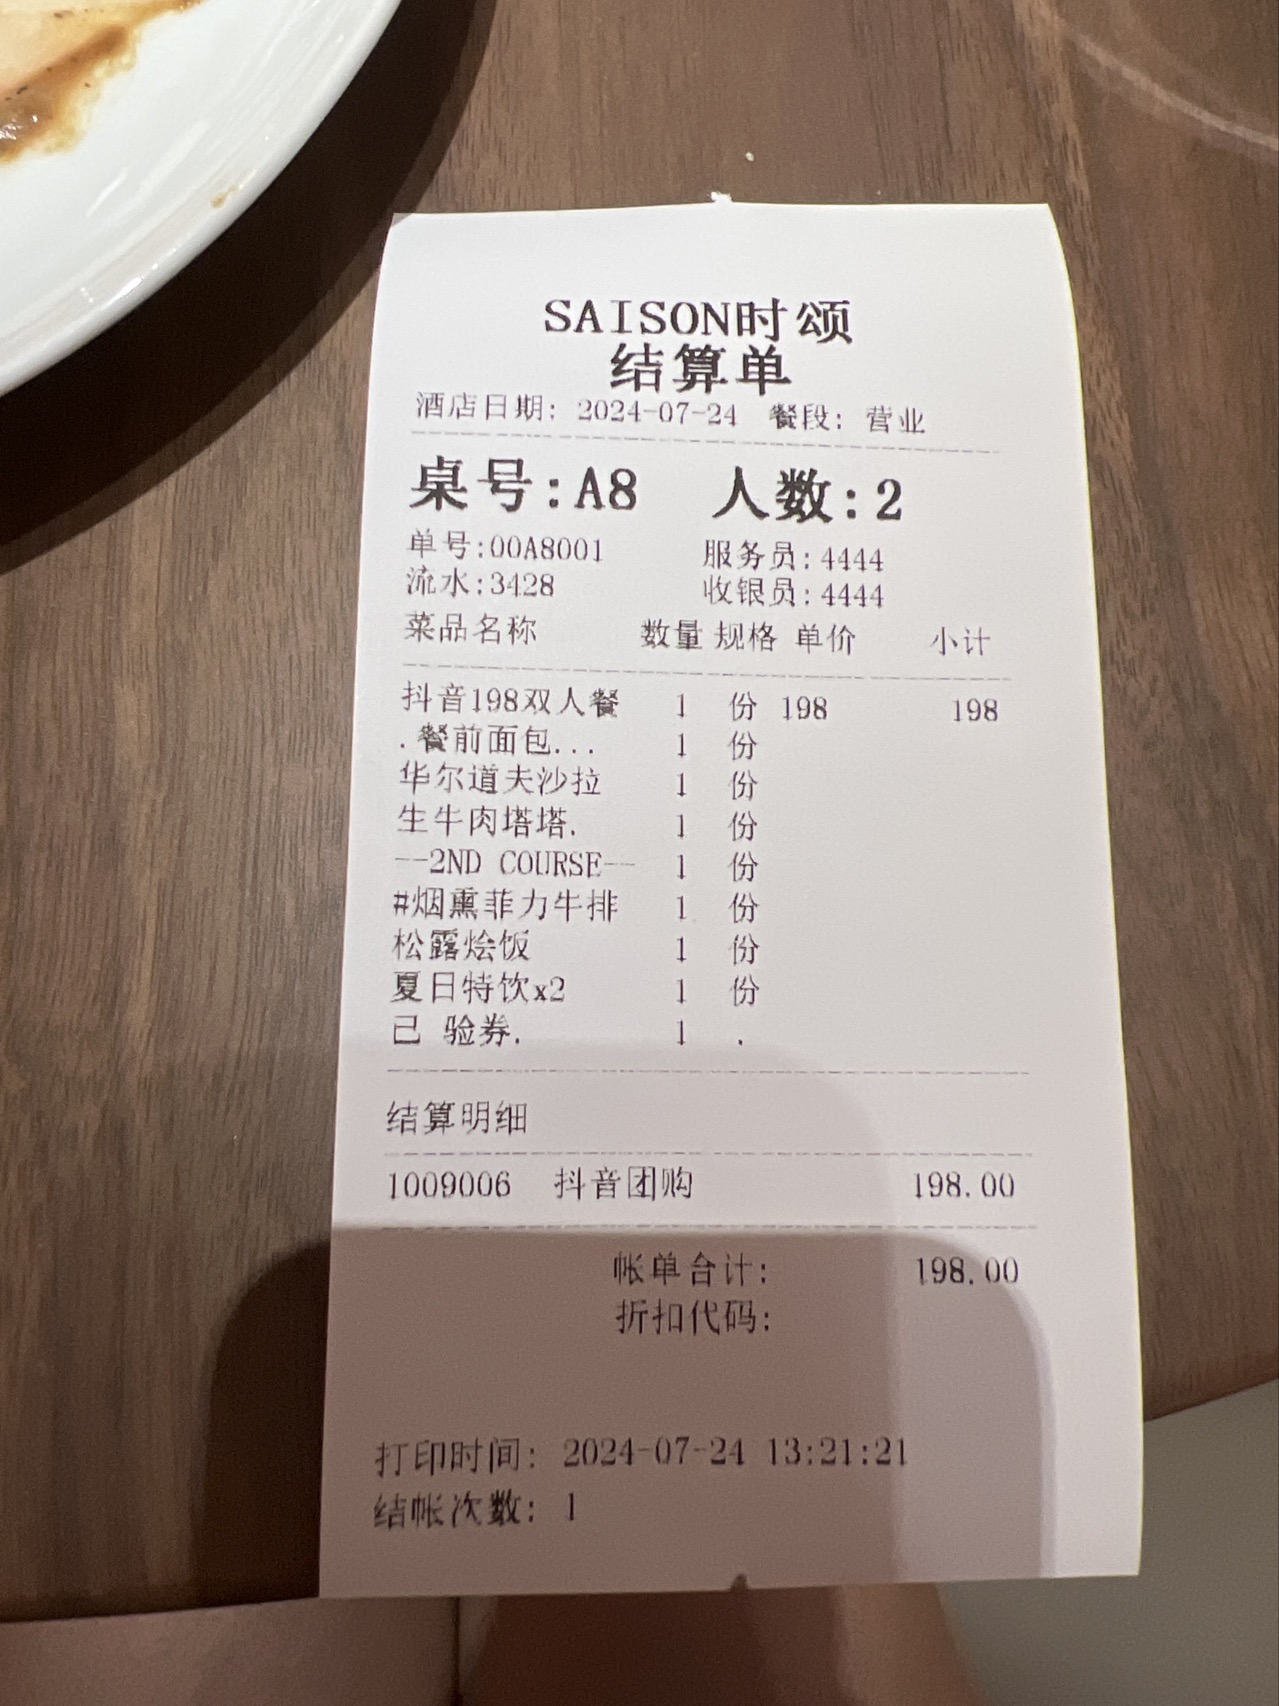 SAISON时颂
结算单
酒店日期: 2024-07-24 餐段: 营业
桌号:A8 人数:2
单号:00A8001 服务员:4444
流水:3428 收银员:4444
菜品名称 数量 规格 单价 小计
抖音198双人餐 1 份 198 198
.餐前面包... 1 份
华尔道夫沙拉 1 份
生牛肉塔塔. 1 份
--2ND COURSE-- 1 份
#烟熏菲力牛排 1 份
松露烩饭 1 份
夏日特饮x2 1 份
已 验券. 1 .
结算明细
1009006 抖音团购 198.00
帐单合计: 198.00
折扣代码:
打印时间: 2024-07-24 13:21:21
结帐次数: 1